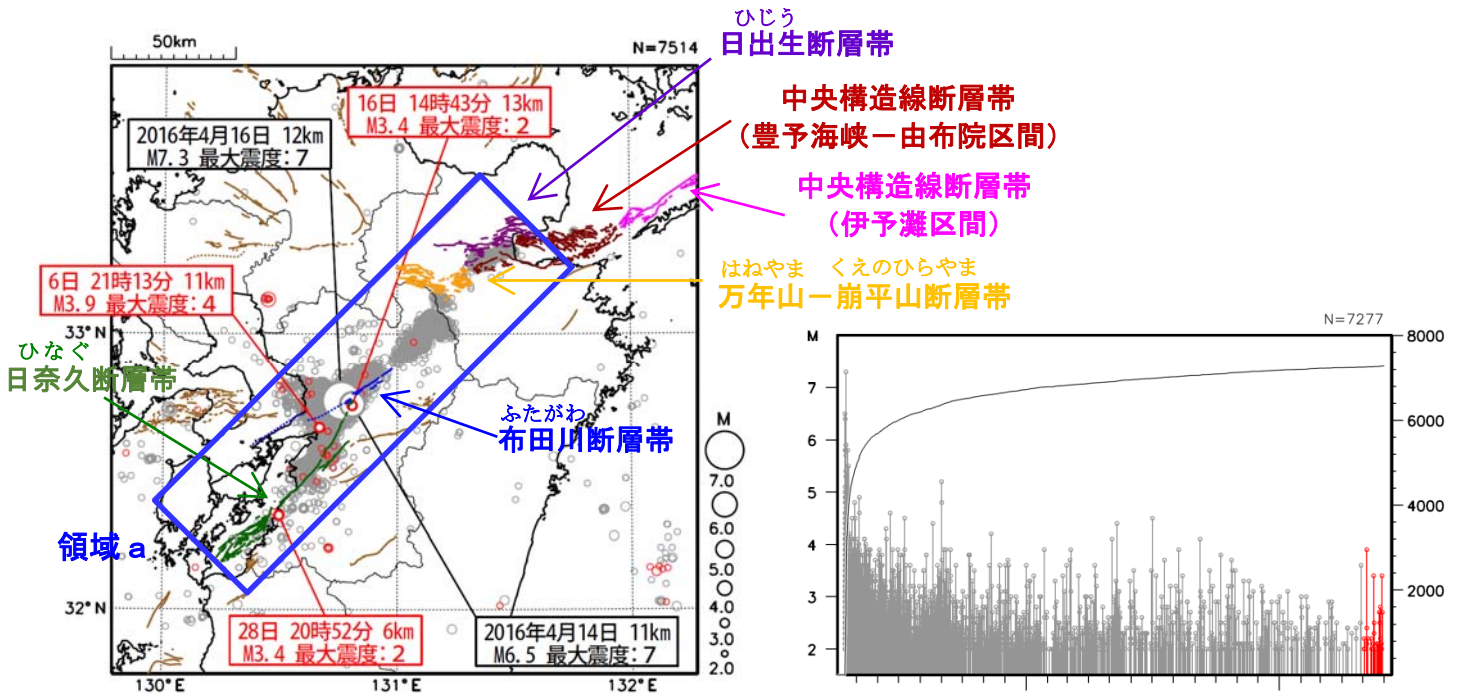 50km
N=7514
ひじう
日出生断層帯
中央構造線断層帯
(豊予海峡－由布院区間)
中央構造線断層帯
(伊予灘区間)
はねやま くえのひらやま
万年山－崩平山断層帯
16日 14時43分 13km
M3.4 最大震度:2
2016年4月16日 12km
M7.3 最大震度:7
6日 21時13分 11km
M3.9 最大震度:4
33°N
ひなぐ
日奈久断層帯
ふたがわ
布田川断層帯
領域a
32°N
28日 20時52分 6km
M3.4 最大震度:2
2016年4月14日 11km
M6.5 最大震度:7
130°E
131°E
132°E
M
7.0
6.0
5.0
4.0
3.0
2.0
N=7277
M
7
6
5
4
3
2
8000
6000
4000
2000